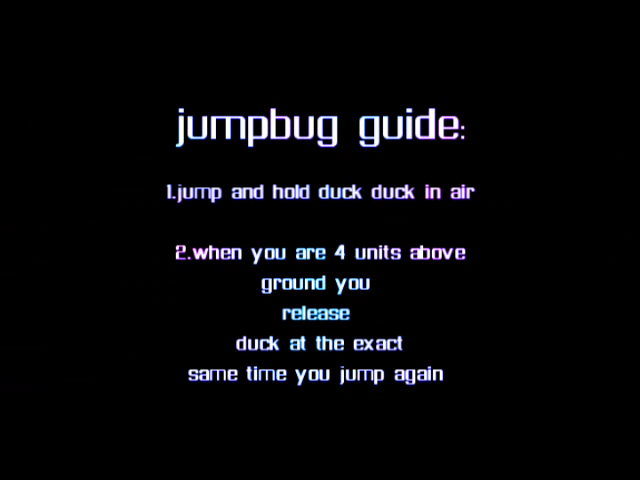 jumpbug guide:
1.jump and hold duck duck in air
2.when you are 4 units above
ground you
release
duck at the exact
same time you jump again